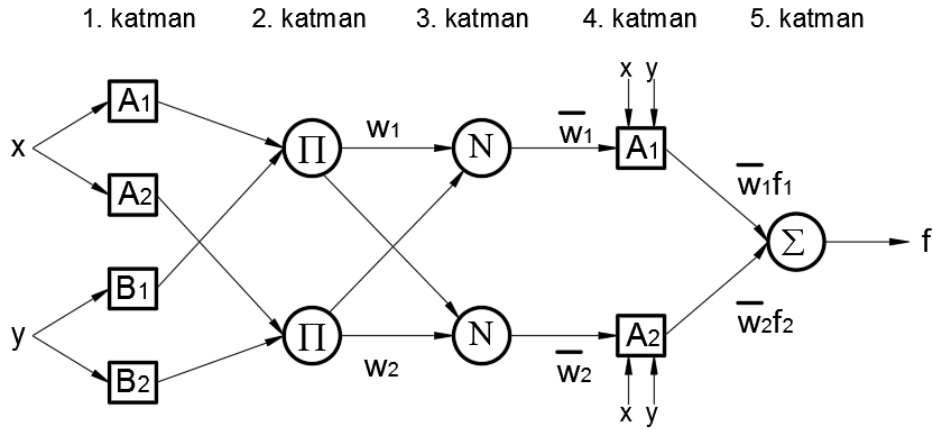 1. katman 2. katman 3. katman 4. katman 5. katman
x y
A1
w1 w̅1
x Π N A1
A2 w̅1f1
Σ f
B1
w̅2f2
y Π N A2
w2 w̅2
B2
x y